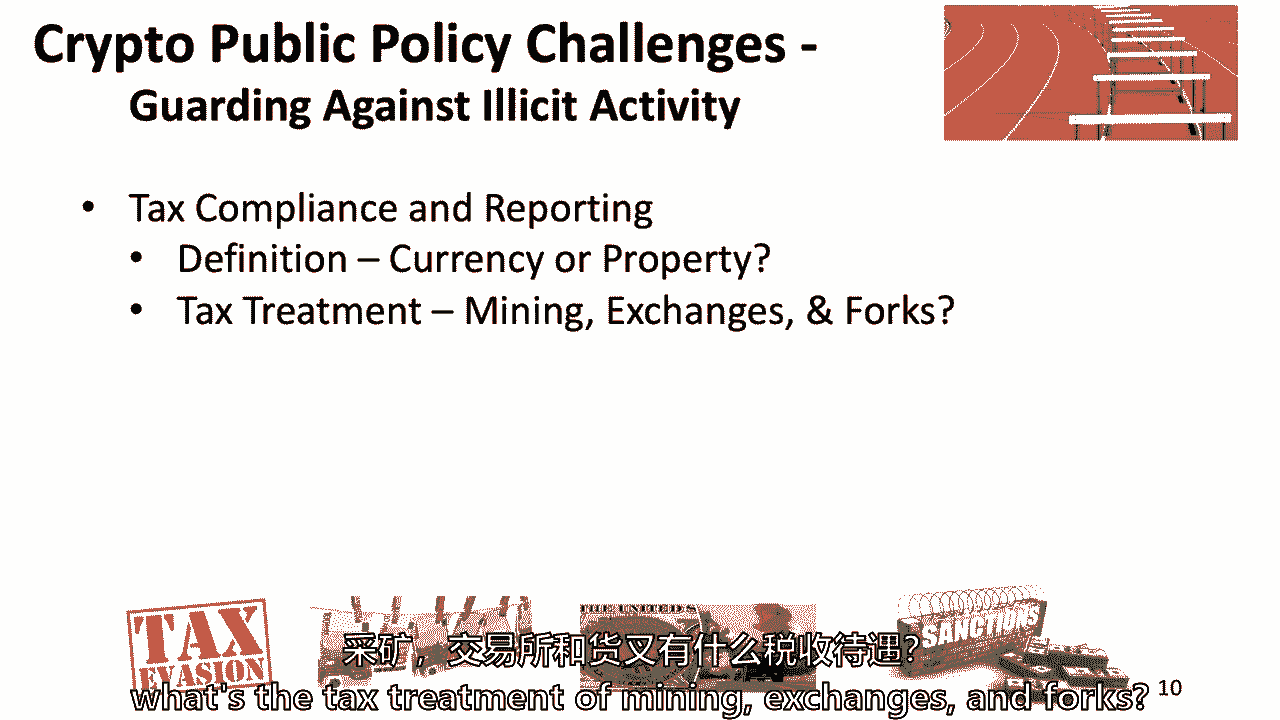 Crypto Public Policy Challenges -
Guarding Against Illicit Activity
• Tax Compliance and Reporting
• Definition – Currency or Property?
• Tax Treatment – Mining, Exchanges, & Forks?
TAX
EVASION
THE UNITED S
SANCTIONS
采矿，交易所和货叉有什么税收待遇?
what's the tax treatment of mining, exchanges, and forks?
10